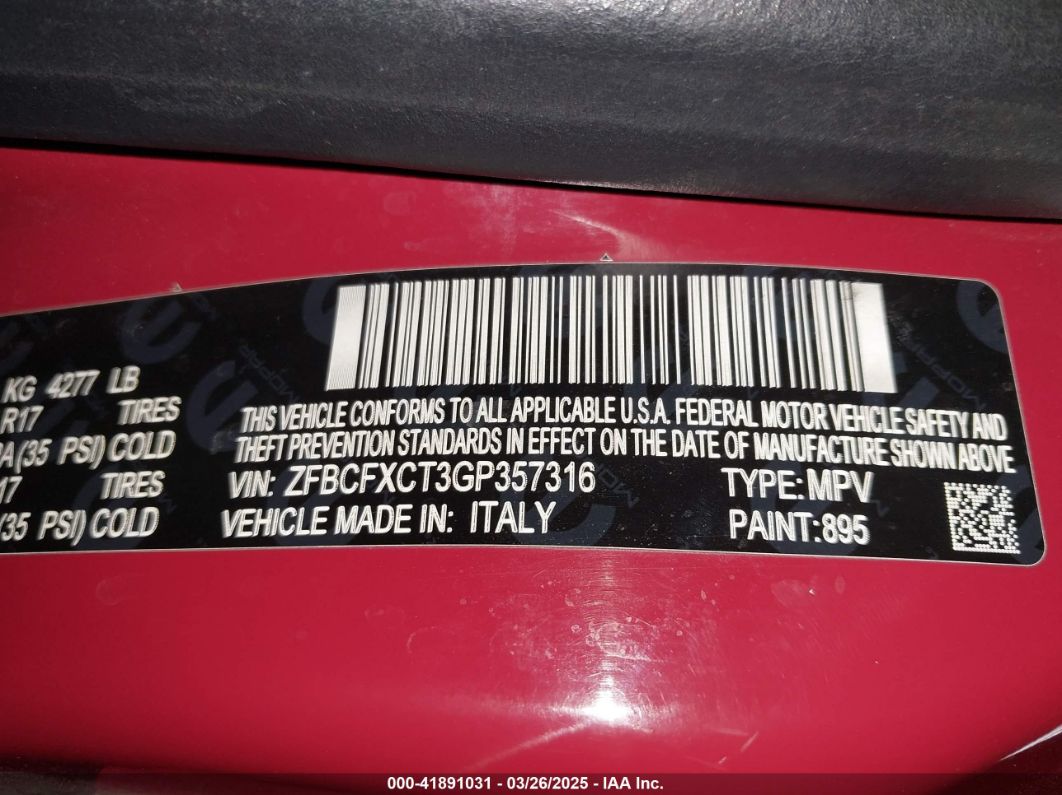 KG 4277 LB
R17 TIRES
(35 PSI) COLD
17 TIRES
(35 PSI) COLD
THIS VEHICLE CONFORMS TO ALL APPLICABLE U.S.A. FEDERAL MOTOR VEHICLE SAFETY AND
THEFT PREVENTION STANDARDS IN EFFECT ON THE DATE OF MANUFACTURE SHOWN ABOVE
VIN: ZFBCFXCT3GP357316 TYPE: MPV
VEHICLE MADE IN: ITALY PAINT: 895
MOPAR
000-41891031 - 03/26/2025 - IAA Inc.